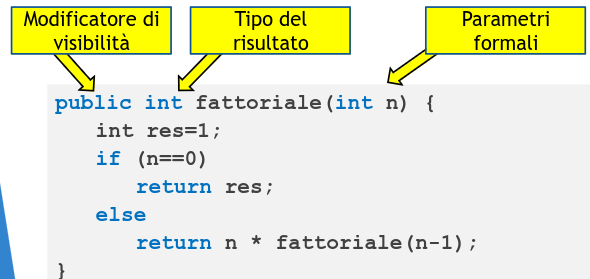 Modificatore di
visibilità
Tipo del
risultato
Parametri
formali
public int fattoriale(int n) {
int res=1;
if (n==0)
return res;
else
return n * fattoriale(n-1);
}